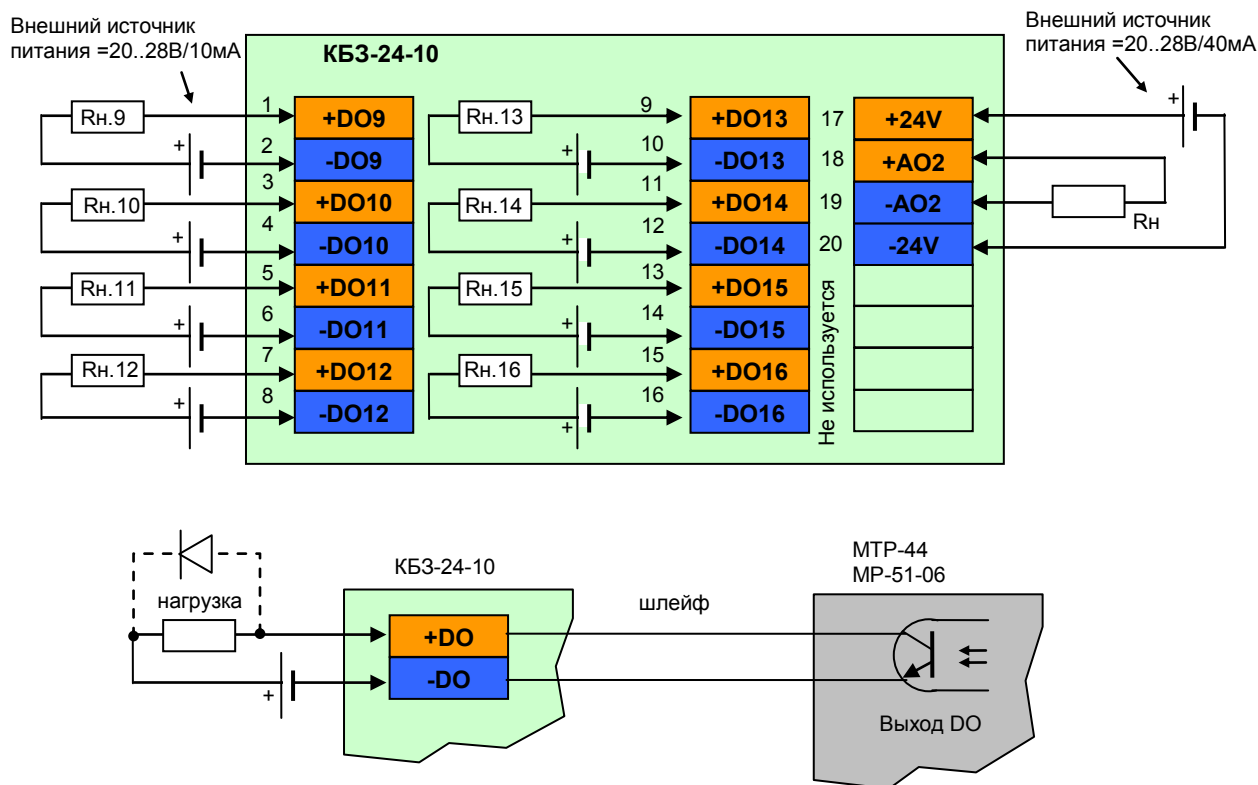 Внешний источник
питания =20..28В/10мА
Внешний источник
питания =20..28В/40мА
КБЗ-24-10
Rн.9
+
1
+DO9
2
-DO9
Rн.10
+
3
+DO10
4
-DO10
Rн.11
+
5
+DO11
6
-DO11
Rн.12
+
7
+DO12
8
-DO12
Rн.13
+
9
+DO13
10
-DO13
Rн.14
+
11
+DO14
12
-DO14
Rн.15
+
13
+DO15
14
-DO15
Rн.16
+
15
+DO16
16
-DO16
17
+24V
18
+AO2
19
-AO2
20
-24V
Не используется
+
Rн
нагрузка
+
КБЗ-24-10
+DO
-DO
шлейф
МТР-44
МР-51-06
Выход DO